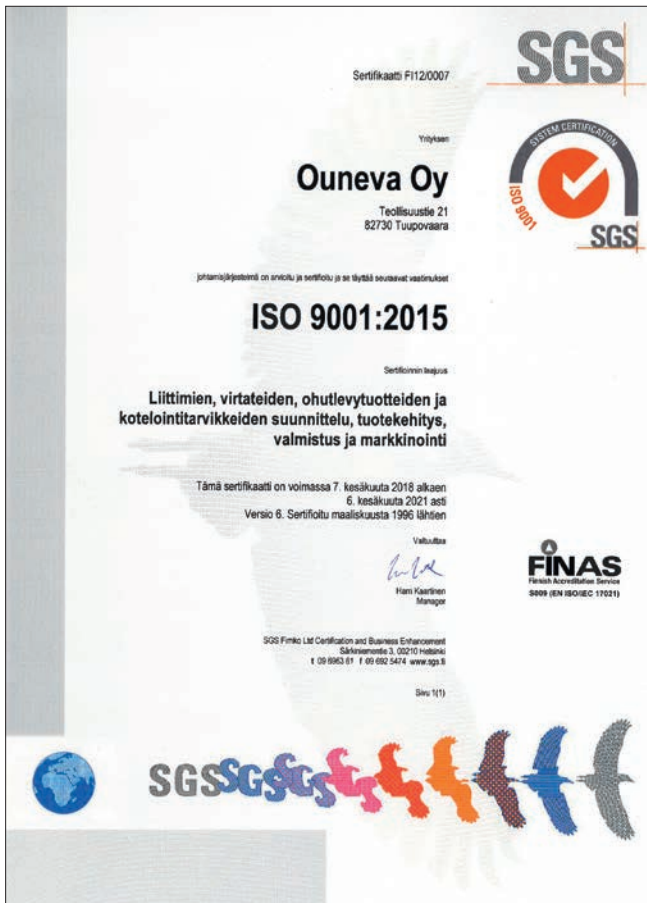 SGS
Sertifikaatti FI12/0007
Yrityksen
Ouneva Oy
Teollisuustie 21
82730 Tuupovaara
SYSTEM CERTIFICATION
ISO 9001
SGS
johtamisjärjestelmä on arvioitu ja sertifioitu ja se täyttää seuraavat vaatimukset
ISO 9001:2015
Sertifioinnin laajuus
Liittimien, virtateiden, ohutlevytuotteiden ja
kotelointitarvikkeiden suunnittelu, tuotekehitys,
valmistus ja markkinointi
Tämä sertifikaatti on voimassa 7. kesäkuuta 2018 alkaen
6. kesäkuuta 2021 asti
Versio 6. Sertifioitu maaliskuusta 1996 lähtien
Valtuuttaa
Harri Kaartinen
Manager
FINAS
Finnish Accreditation Service
S009 (EN ISO/IEC 17021)
SGS Fimko Ltd Certification and Business Enhancement
Särkiniementie 3, 00210 Helsinki
t 09 6963 61 f 09 692 5474 www.sgs.fi
Sivu 1(1)
SGSSGSSGS